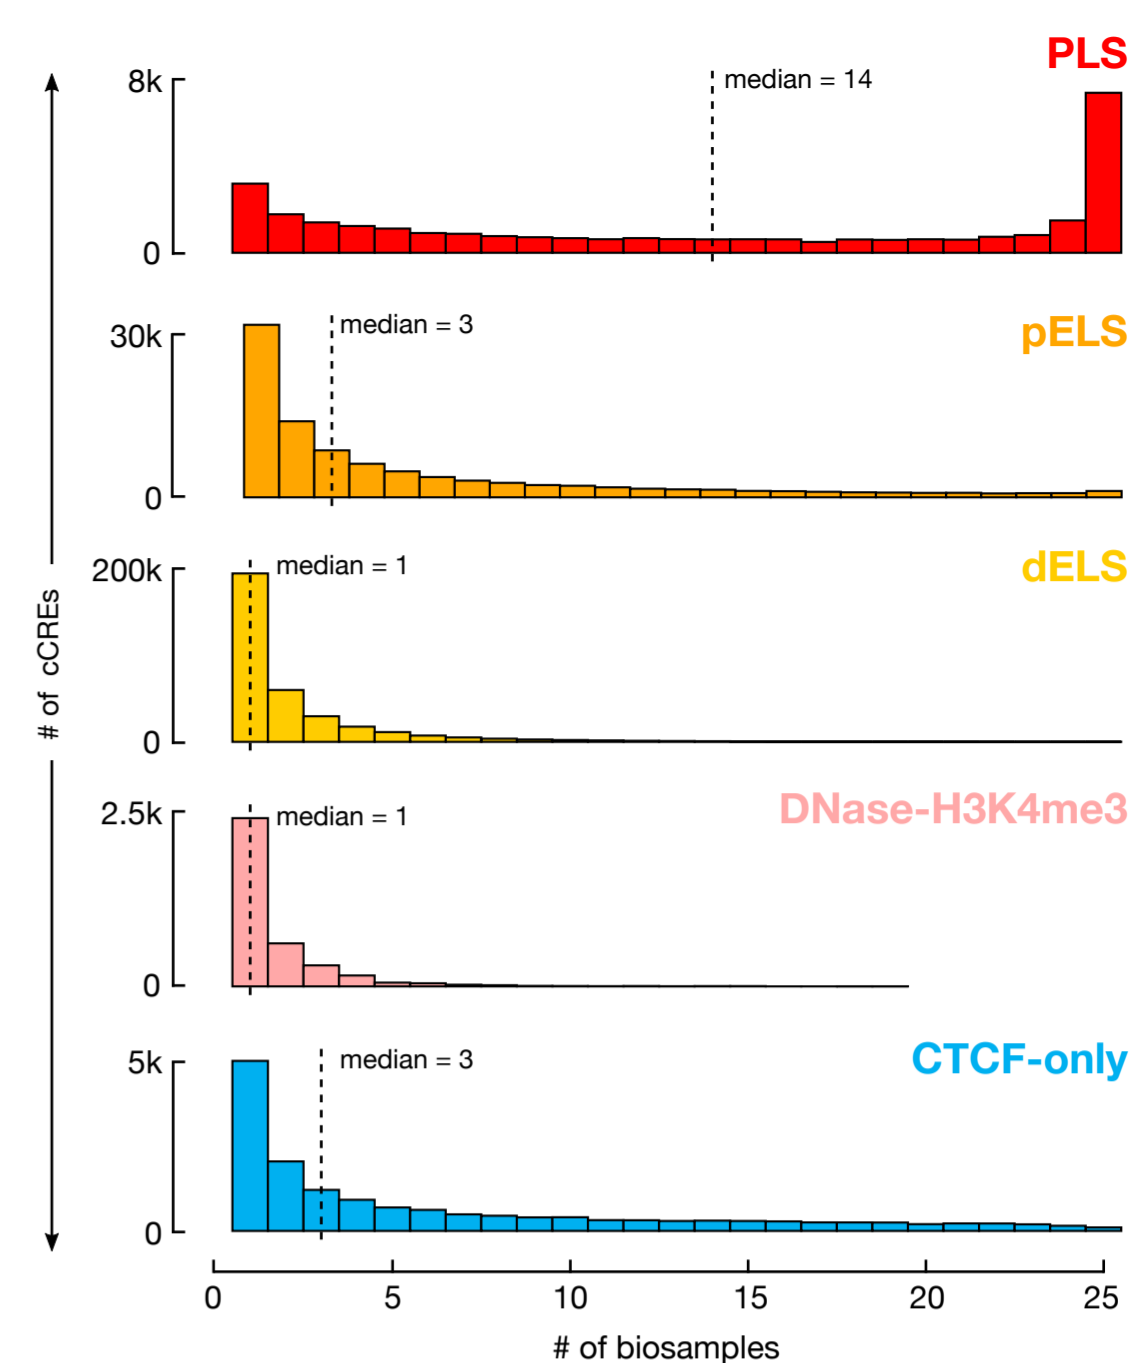 PLS
8k
median = 14
0
pELS
30k
median = 3
0
dELS
200k
median = 1
0
DNase-H3K4me3
2.5k
median = 1
0
CTCF-only
5k
median = 3
0
# of cCREs
0 5 10 15 20 25
# of biosamples